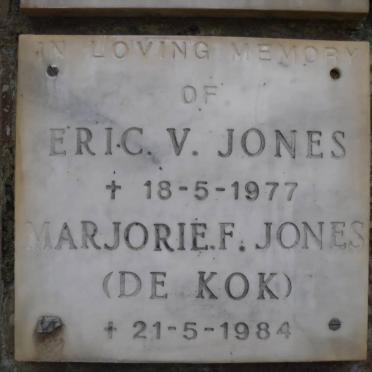 IN LOVING MEMORY
OF
ERIC. V. JONES
† 18-5-1977
MARJORIE.F. JONES
(DE KOK)
† 21-5-1984